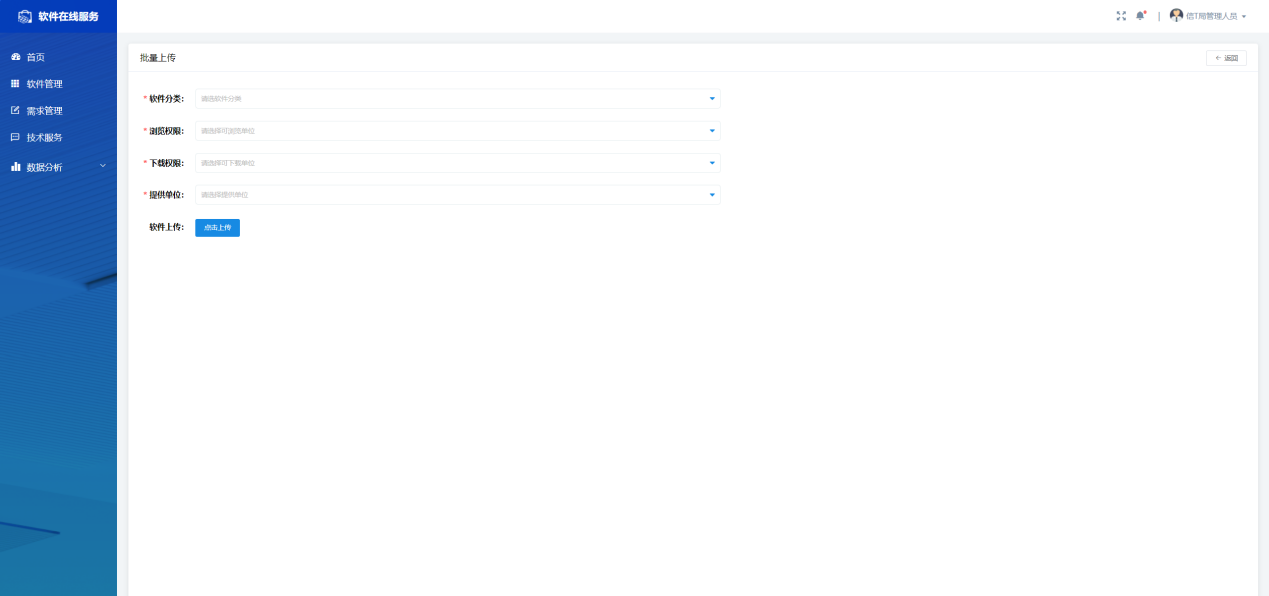 软件在线服务
信T局管理人员
首页
软件管理
需求管理
技术服务
数据分析
批量上传
返回
* 软件分类: 请选软件分类
* 浏览权限: 请选择可浏览单位
* 下载权限: 请选择可下载单位
* 提供单位: 请选择提供单位
软件上传: 点击上传